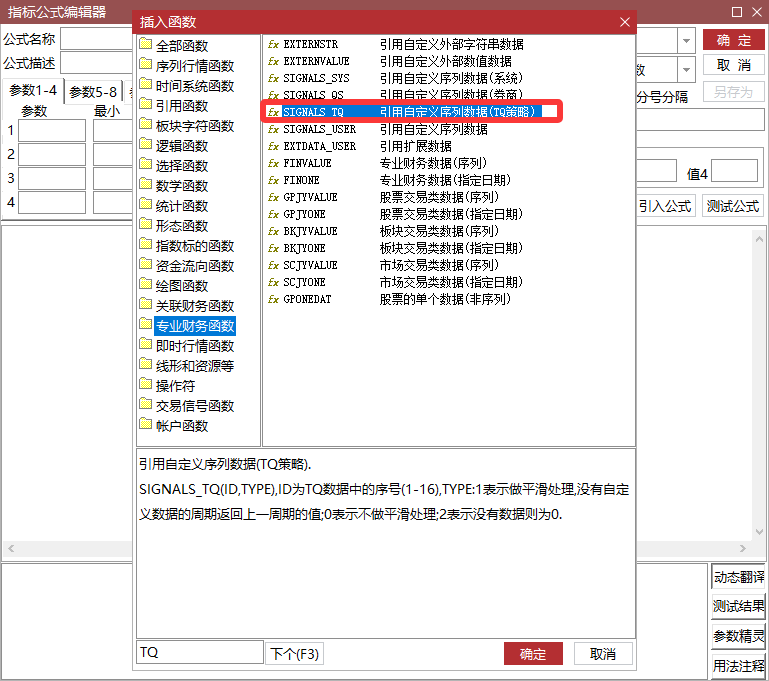 指标公式编辑器
公式名称
公式描述
参数1-4 参数5-8
参数 最小
1
2
3
4
确 定
数 取 消
分号分隔 另存为
值4
引入公式 测试公式
插入函数
全部函数
序列行情函数
时间系统函数
引用函数
板块字符函数
逻辑函数
选择函数
数学函数
统计函数
形态函数
指数标的函数
资金流向函数
绘图函数
关联财务函数
专业财务函数
即时行情函数
线形和资源等
操作符
交易信号函数
帐户函数
fx EXTERNSTR 引用自定义外部字符串数据
fx EXTERNVALUE 引用自定义外部数值数据
fx SIGNALS_SYS 引用自定义序列数据(系统)
fx SIGNALS_QS 引用自定义序列数据(券商)
fx SIGNALS_TQ 引用自定义序列数据(TQ策略)
fx SIGNALS_USER 引用自定义序列数据
fx EXTDATA_USER 引用扩展数据
fx FINVALUE 专业财务数据(序列)
fx FINONE 专业财务数据(指定日期)
fx GPJYVALUE 股票交易类数据(序列)
fx GPJYONE 股票交易类数据(指定日期)
fx BKJYVALUE 板块交易类数据(序列)
fx BKJYONE 板块交易类数据(指定日期)
fx SCJYVALUE 市场交易类数据(序列)
fx SCJYONE 市场交易类数据(指定日期)
fx GPONEDAT 股票的单个数据(非序列)
引用自定义序列数据(TQ策略).
SIGNALS_TQ(ID,TYPE),ID为TQ数据中的序号(1-16),TYPE:1表示做平滑处理,没有自定
义数据的周期返回上一周期的值;0表示不做平滑处理;2表示没有数据则为0.
TQ 下个(F3) 确定 取消
动态翻译
测试结果
参数精灵
用法注释